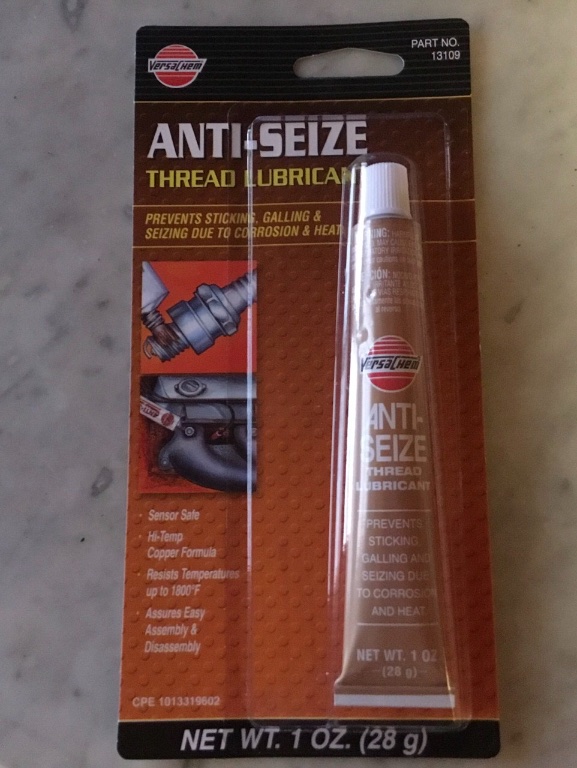 VERSACHEM
PART NO.
13109
ANTI-SEIZE
THREAD LUBRICANT
PREVENTS STICKING, GALLING &
SEIZING DUE TO CORROSION & HEAT
· Sensor Safe
· Hi-Temp
Copper Formula
· Resists Temperatures
up to 1800°F
· Assures Easy
Assembly &
Disassembly
CPE 1013319602
NET WT. 1 OZ. (28 g)
VERSACHEM
ANTI-
SEIZE
THREAD
LUBRICANT
PREVENTS
STICKING,
GALLING AND
SEIZING DUE
TO CORROSION
AND HEAT
NET WT. 1 OZ
(28 g)